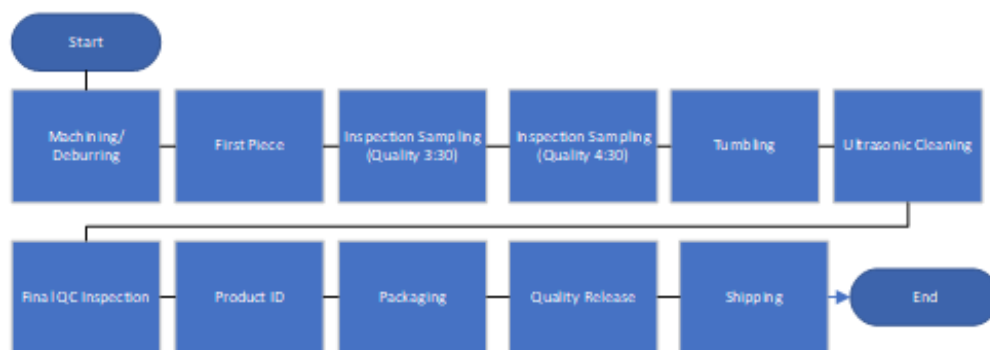 Start
Machining/
Deburring
First Piece
Inspection Sampling
(Quality 3:30)
Inspection Sampling
(Quality 4:30)
Tumbling
Ultrasonic Cleaning
Final QC Inspection
Product ID
Packaging
Quality Release
Shipping
End